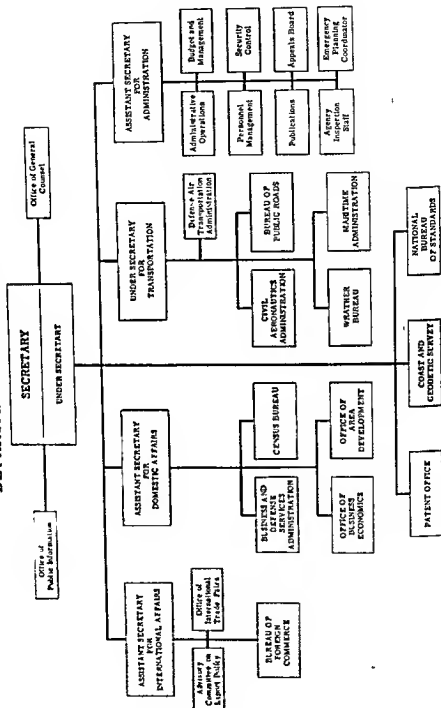 SECRETARY
UNDER SECRETARY
Office of
Public Information
Office of General
Counsel
ASSISTANT SECRETARY
FOR
INTERNATIONAL AFFAIRS
Advisory
Committee on
Export Policy
Office of
International
Trade Fairs
BUREAU OF
FOREIGN
COMMERCE
ASSISTANT SECRETARY
FOR
DOMESTIC AFFAIRS
BUSINESS AND
DEFENSE
SERVICES
ADMINISTRATION
CENSUS BUREAU
OFFICE OF
BUSINESS
ECONOMICS
OFFICE OF
AREA
DEVELOPMENT
UNDER SECRETARY
FOR
TRANSPORTATION
Defense Air
Transportation
Administration
CIVIL
AERONAUTICS
ADMINISTRATION
BUREAU OF
PUBLIC ROADS
WEATHER
BUREAU
MARITIME
ADMINISTRATION
ASSISTANT SECRETARY
FOR
ADMINISTRATION
Administrative
Operations
Budget and
Management
Personnel
Management
Security
Control
Publications
Appeals Board
Agency
Inspection
Staff
Emergency
Planning
Coordinator
PATENT OFFICE
COAST AND
GEODETIC SURVEY
NATIONAL
BUREAU
OF STANDARDS